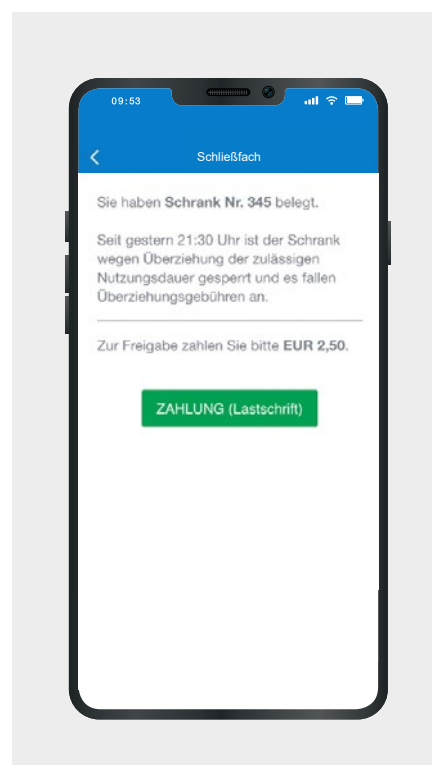 09:53
Schließfach
Sie haben Schrank Nr. 345 belegt.
Seit gestern 21:30 Uhr ist der Schrank
wegen Überziehung der zulässigen
Nutzungsdauer gesperrt und es fallen
Überziehungsgebühren an.
Zur Freigabe zahlen Sie bitte EUR 2,50.
ZAHLUNG (Lastschrift)